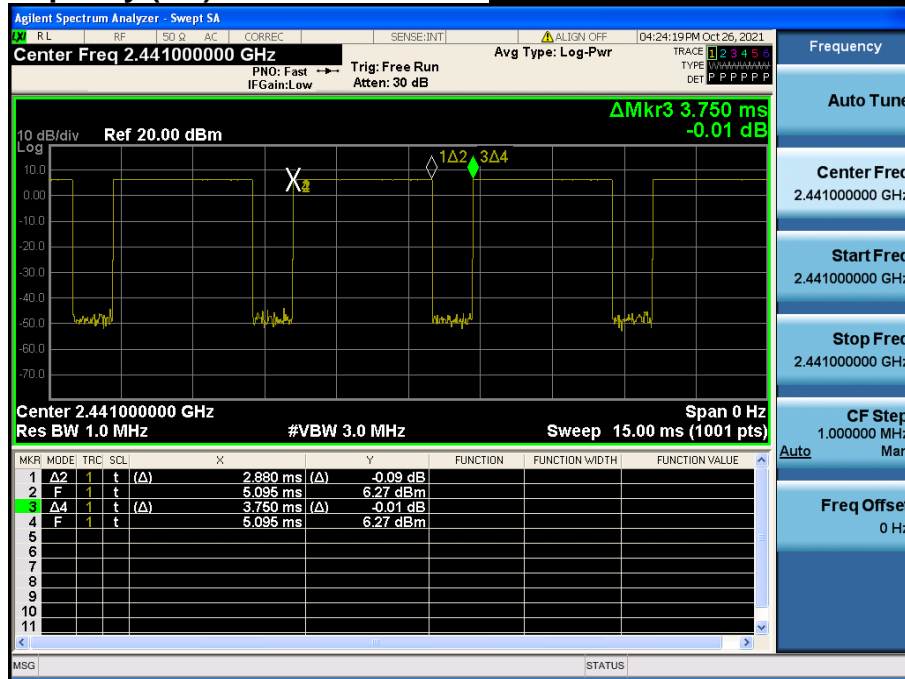 Agilent Spectrum Analyzer - Swept SA
LXI RL RF 50 Ω AC CORREC SENSE:INT ALIGN OFF 04:24:19 PM Oct 26, 2021
Center Freq 2.441000000 GHz
PNO: Fast
IFGain:Low
Trig: Free Run
Atten: 30 dB
Avg Type: Log-Pwr
TRACE 1 2 3 4 5 6
TYPE
DET P P P P P P
ΔMkr3 3.750 ms
-0.01 dB
10 dB/div Ref 20.00 dBm
Log
10.0
0.00
-10.0
-20.0
-30.0
-40.0
-50.0
-60.0
-70.0
1Δ2 3Δ4
Center 2.441000000 GHz Span 0 Hz
Res BW 1.0 MHz #VBW 3.0 MHz Sweep 15.00 ms (1001 pts)
MKR MODE TRC SCL X Y FUNCTION FUNCTION WIDTH FUNCTION VALUE
1 Δ2 1 t (Δ) 2.880 ms (Δ) -0.09 dB
2 F 1 t 5.095 ms 6.27 dBm
3 Δ4 1 t (Δ) 3.750 ms (Δ) -0.01 dB
4 F 1 t 5.095 ms 6.27 dBm
5
6
7
8
9
10
11
MSG STATUS
Frequency
Auto Tune
Center Freq
2.441000000 GHz
Start Freq
2.441000000 GHz
Stop Freq
2.441000000 GHz
CF Step
1.000000 MHz
Auto Man
Freq Offset
0 Hz